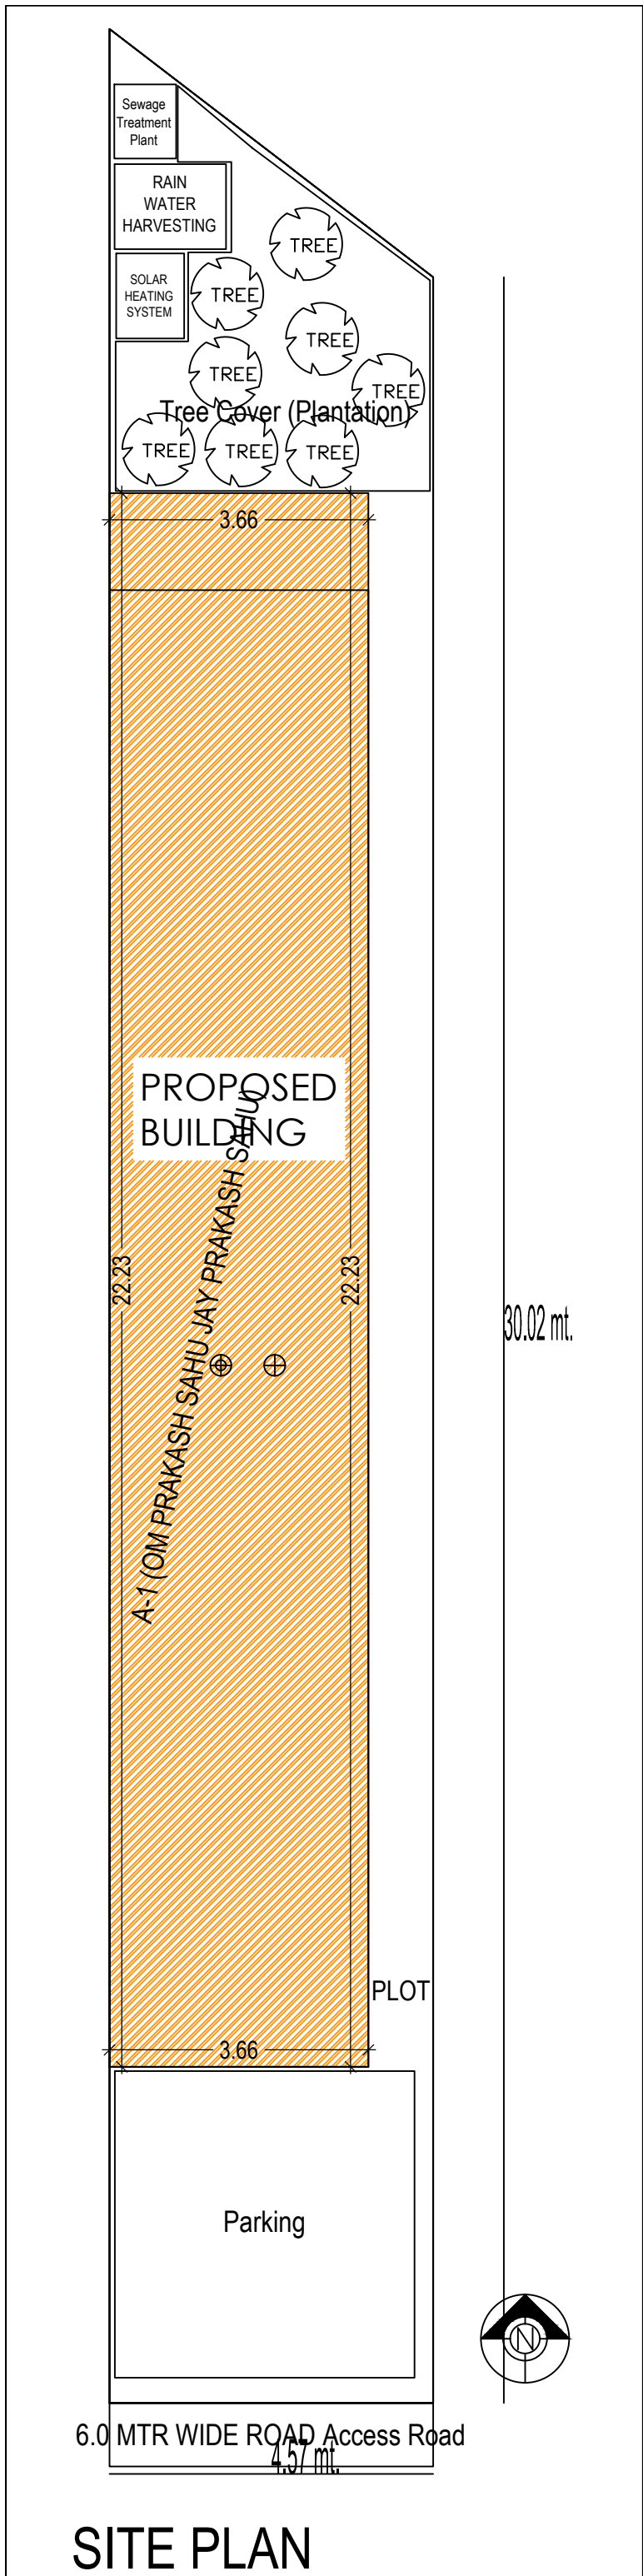 Sewage
Treatment
Plant
RAIN
WATER
HARVESTING
SOLAR
HEATING
SYSTEM
TREE
TREE
TREE
TREE
TREE
Tree Cover (Plantation)
TREE
TREE
TREE
3.66
PROPOSED
BUILDING
A-1 (OM PRAKASH SAHU JAY PRAKASH SAHU)
22.23
22.23
30.02 mt.
PLOT
3.66
Parking
N
6.0 MTR WIDE ROAD Access Road
4.57 mt.
SITE PLAN